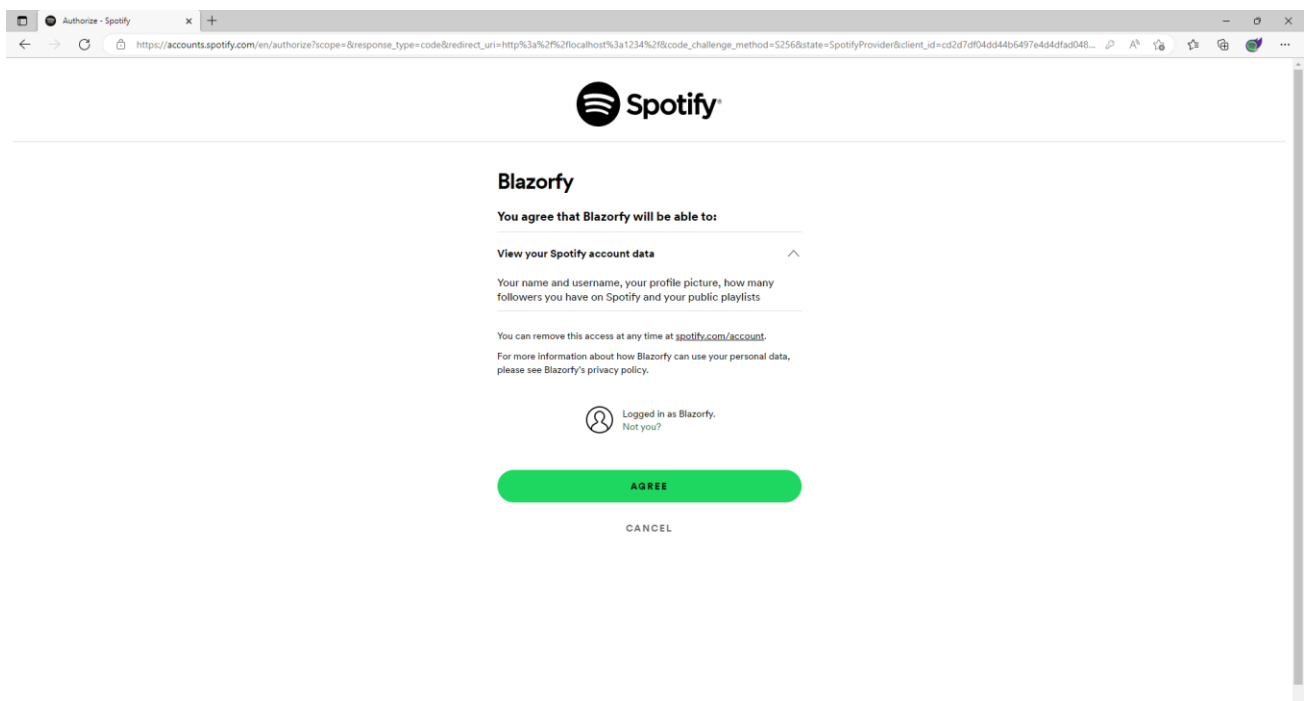 Authorize - Spotify
https://accounts.spotify.com/en/authorize?scope=&response_type=code&redirect_uri=http%3a%2f%2flocalhost%3a1234%2f&code_challenge_method=S256&state=SpotifyProvider&client_id=cd2d7df04dd44b6497e4d4dfad048...
Spotify
Blazorfy
You agree that Blazorfy will be able to:
View your Spotify account data
Your name and username, your profile picture, how many
followers you have on Spotify and your public playlists
You can remove this access at any time at spotify.com/account.
For more information about how Blazorfy can use your personal data,
please see Blazorfy's privacy policy.
Logged in as Blazorfy.
Not you?
AGREE
CANCEL